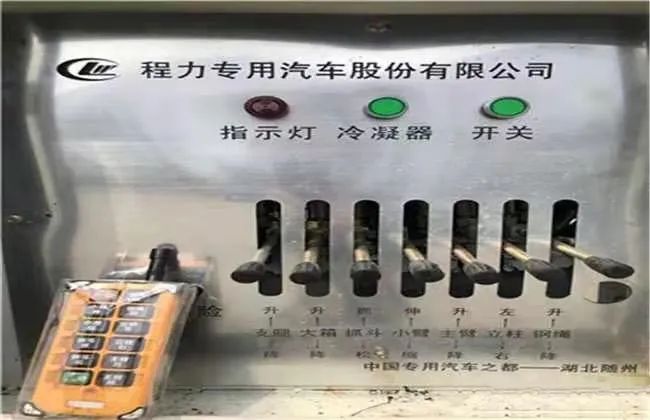 程力专用汽车股份有限公司
指示灯 冷凝器 开关
险
升 升 抓 伸 升 左 升
支腿 大箱 抓斗 小臂 主臂 立柱 钢绳
降 降 松 缩 降 右 降
中国专用汽车之都——湖北随州